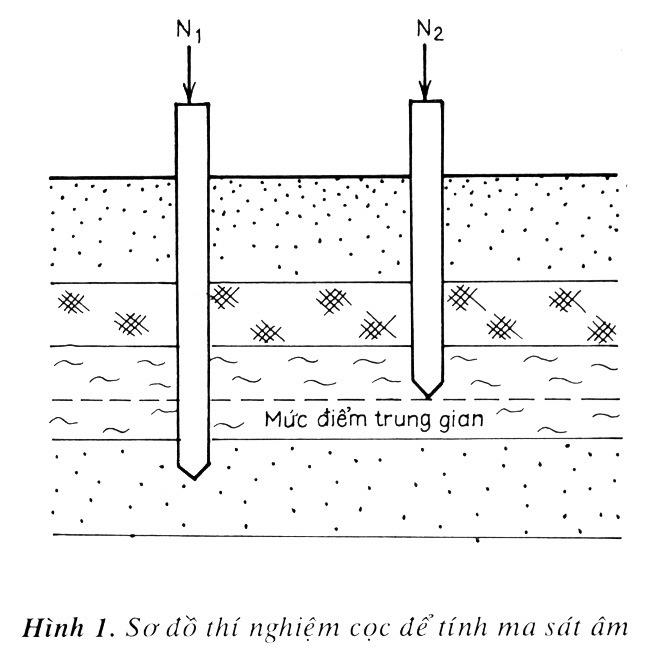 N1 N2
Mức điểm trung gian
Hình 1. Sơ đồ thí nghiệm cọc để tính ma sát âm